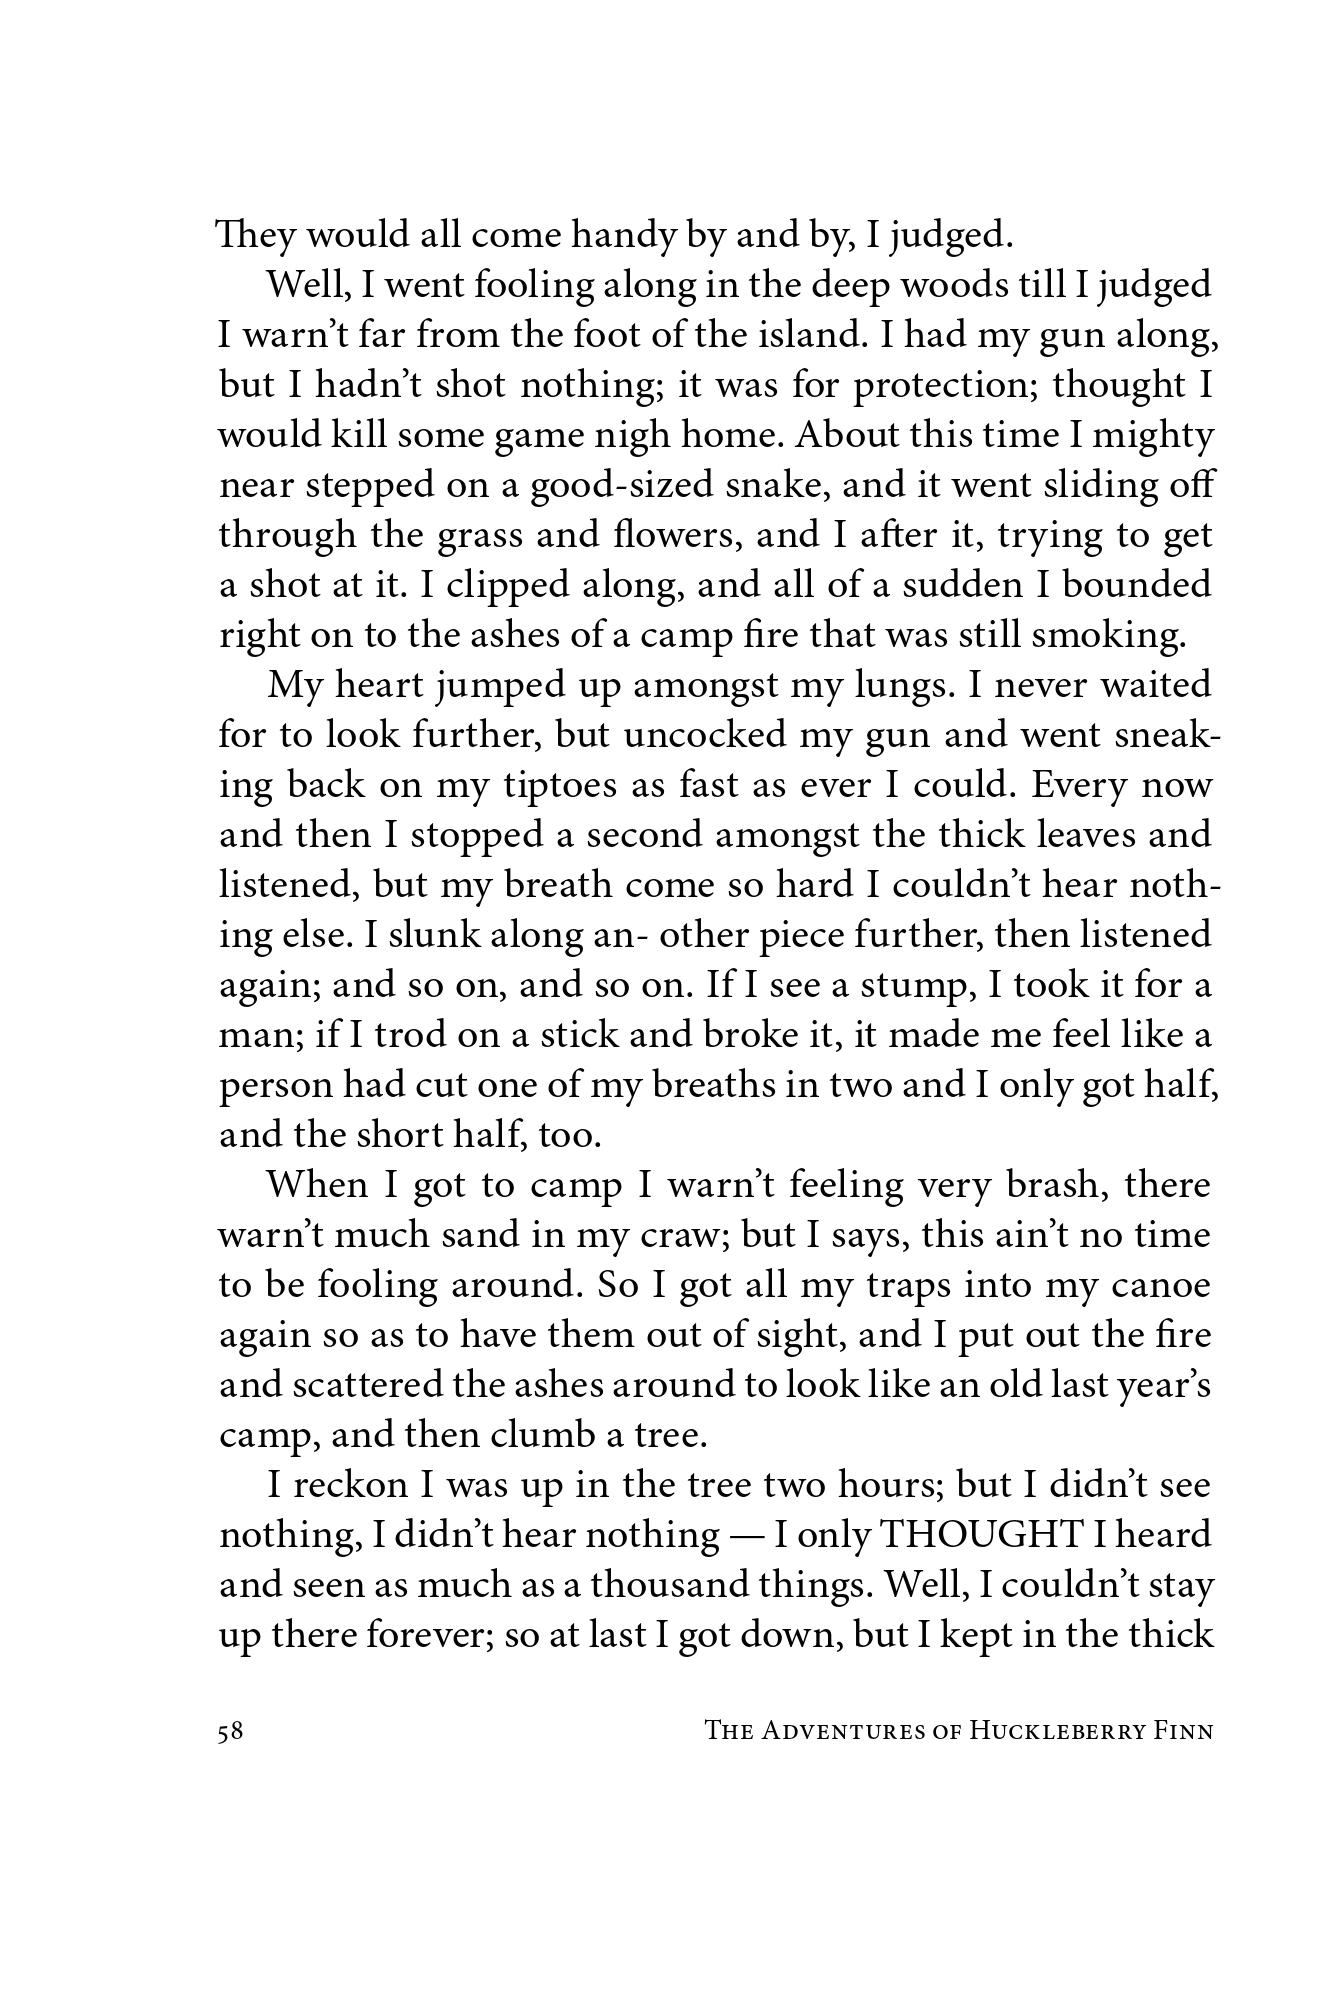 They would all come handy by and by, I judged.
Well, I went fooling along in the deep woods till I judged
I warn’t far from the foot of the island. I had my gun along,
but I hadn’t shot nothing; it was for protection; thought I
would kill some game nigh home. About this time I mighty
near stepped on a good-sized snake, and it went sliding off
through the grass and flowers, and I after it, trying to get
a shot at it. I clipped along, and all of a sudden I bounded
right on to the ashes of a camp fire that was still smoking.
My heart jumped up amongst my lungs. I never waited
for to look further, but uncocked my gun and went sneak-
ing back on my tiptoes as fast as ever I could. Every now
and then I stopped a second amongst the thick leaves and
listened, but my breath come so hard I couldn’t hear noth-
ing else. I slunk along an- other piece further, then listened
again; and so on, and so on. If I see a stump, I took it for a
man; if I trod on a stick and broke it, it made me feel like a
person had cut one of my breaths in two and I only got half,
and the short half, too.
When I got to camp I warn’t feeling very brash, there
warn’t much sand in my craw; but I says, this ain’t no time
to be fooling around. So I got all my traps into my canoe
again so as to have them out of sight, and I put out the fire
and scattered the ashes around to look like an old last year’s
camp, and then clumb a tree.
I reckon I was up in the tree two hours; but I didn’t see
nothing, I didn’t hear nothing — I only THOUGHT I heard
and seen as much as a thousand things. Well, I couldn’t stay
up there forever; so at last I got down, but I kept in the thick
58 The Adventures of Huckleberry Finn